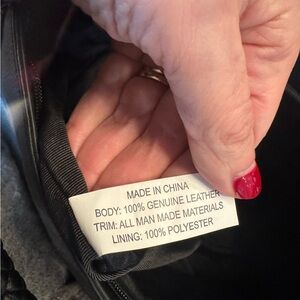 MADE IN CHINA
BODY: 100% GENUINE LEATHER
TRIM: ALL MAN MADE MATERIALS
LINING: 100% POLYESTER